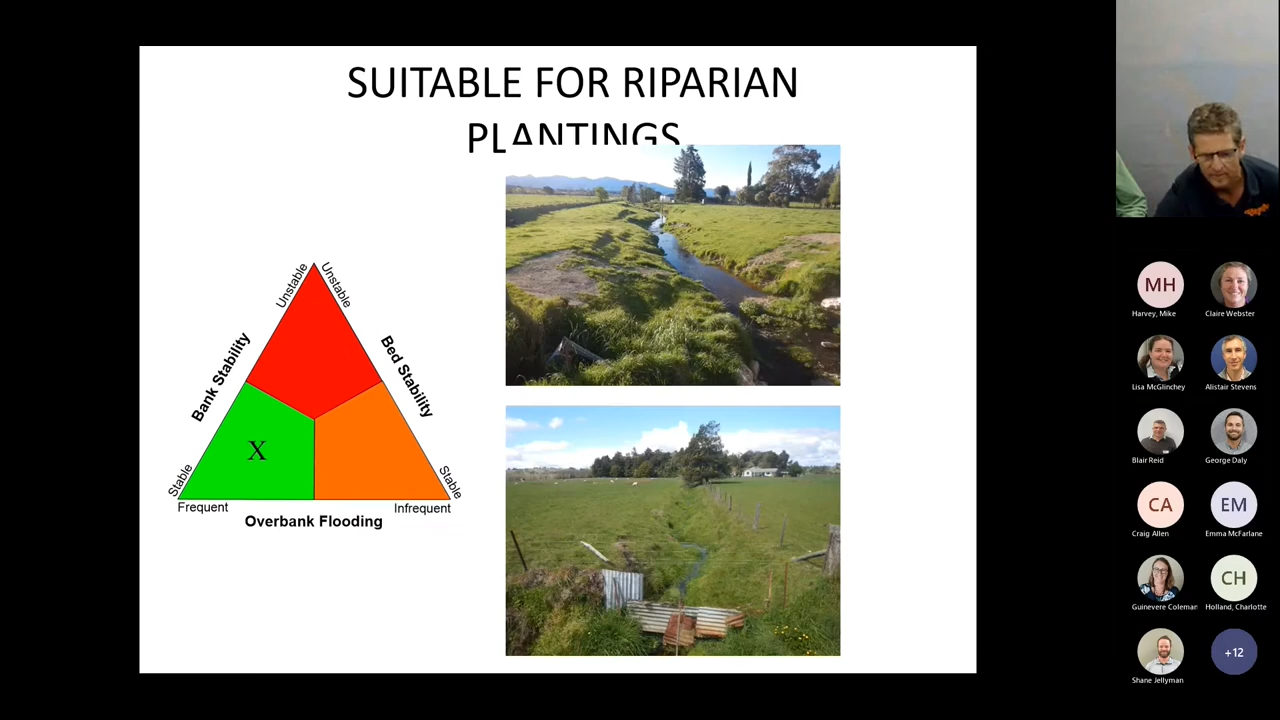 SUITABLE FOR RIPARIAN
PLANTINGS
Unstable
Unstable
Bank Stability
Bed Stability
X
Stable
Stable
Frequent
Infrequent
Overbank Flooding
MH
Harvey, Mike
Claire Webster
Lisa McGlinchey
Alistair Stevens
Blair Reid
George Daly
CA
EM
Craig Allen
Emma McFarlane
CH
Guinevere Coleman
Holland, Charlotte
+12
Shane Jellyman